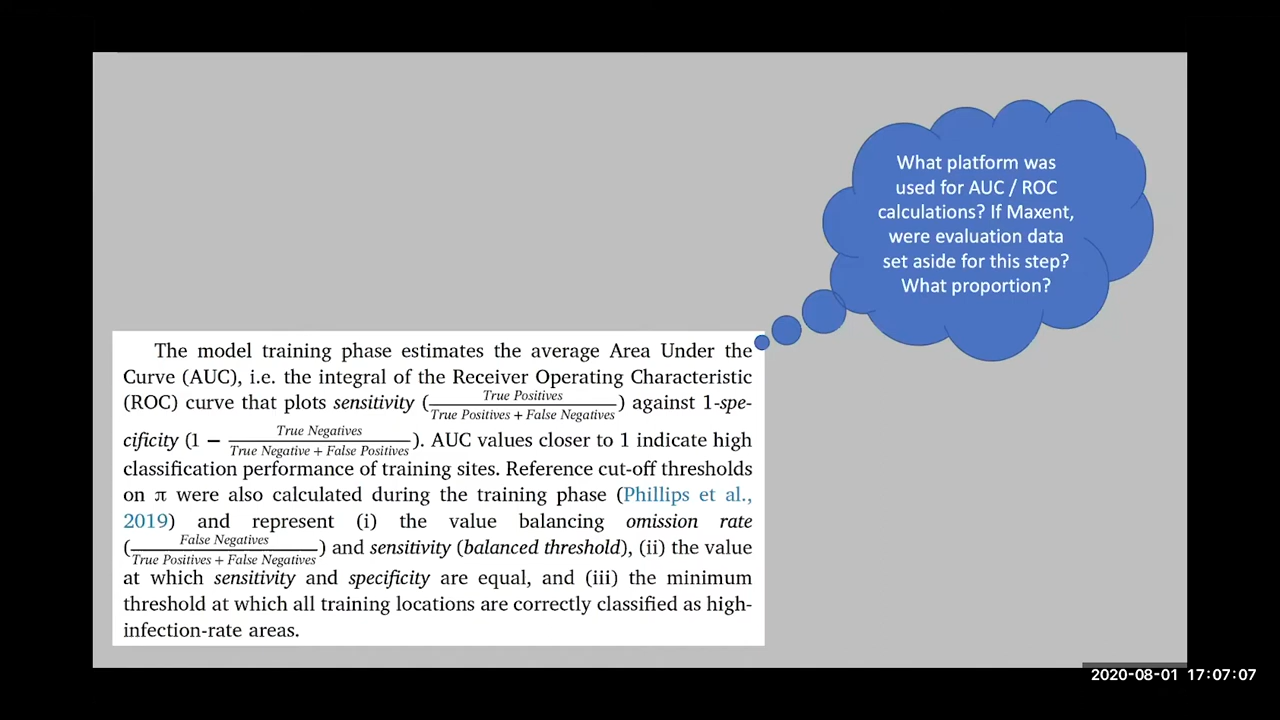 What platform was
used for AUC / ROC
calculations? If Maxent,
were evaluation data
set aside for this step?
What proportion?
The model training phase estimates the average Area Under the
Curve (AUC), i.e. the integral of the Receiver Operating Characteristic
(ROC) curve that plots sensitivity (True Positives / True Positives + False Negatives) against 1-spe-
cificity (1 − True Negatives / True Negative + False Positives). AUC values closer to 1 indicate high
classification performance of training sites. Reference cut-off thresholds
on π were also calculated during the training phase (Phillips et al.,
2019) and represent (i) the value balancing omission rate
(False Negatives / True Positives + False Negatives) and sensitivity (balanced threshold), (ii) the value
at which sensitivity and specificity are equal, and (iii) the minimum
threshold at which all training locations are correctly classified as high-
infection-rate areas.
2020-08-01 17:07:07